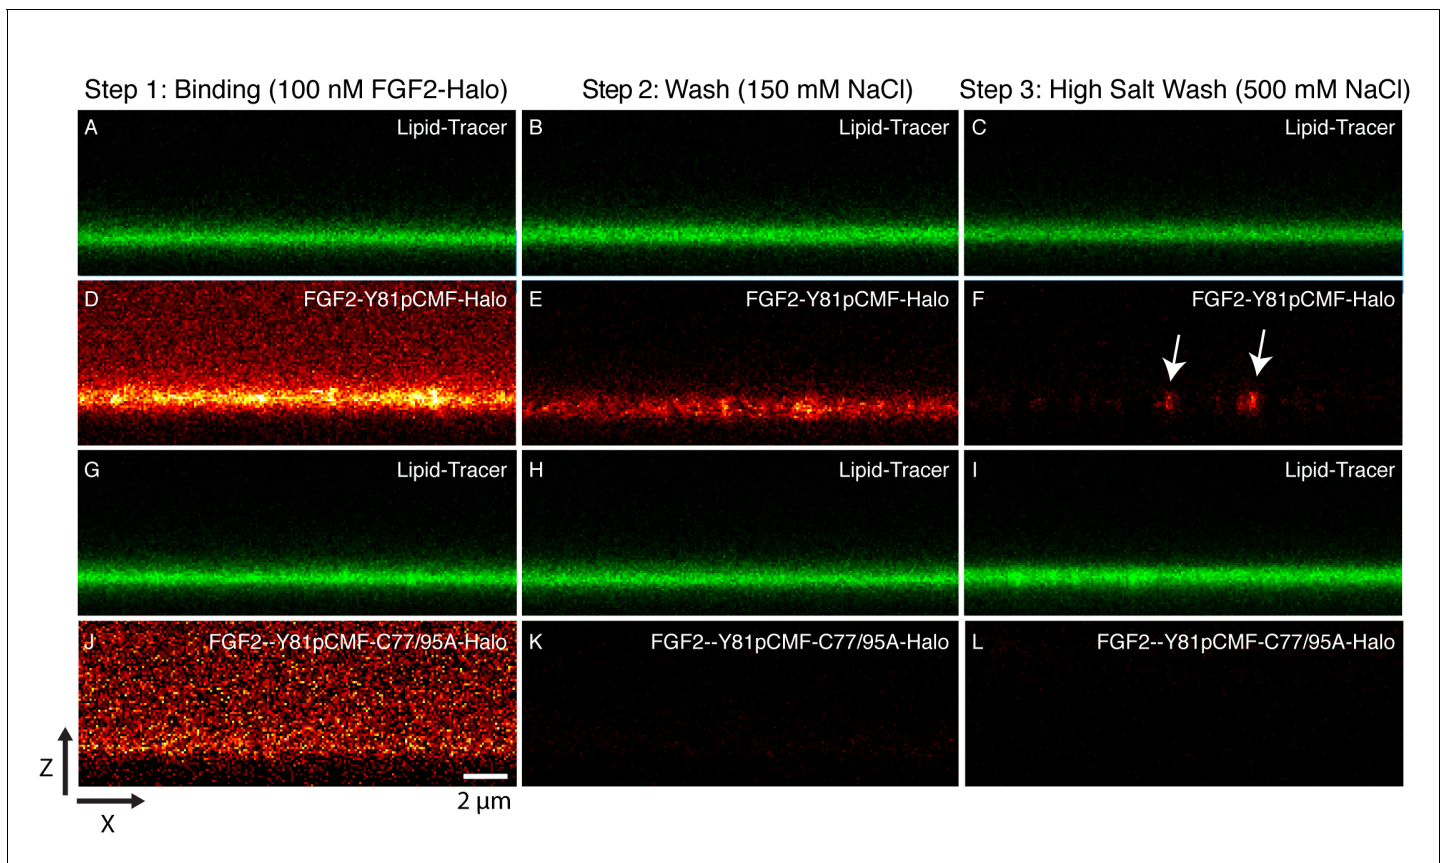 Step 1: Binding (100 nM FGF2-Halo)
Step 2: Wash (150 mM NaCl)
Step 3: High Salt Wash (500 mM NaCl)
A Lipid-Tracer
B Lipid-Tracer
C Lipid-Tracer
D FGF2-Y81pCMF-Halo
E FGF2-Y81pCMF-Halo
F FGF2-Y81pCMF-Halo
G Lipid-Tracer
H Lipid-Tracer
I Lipid-Tracer
J FGF2--Y81pCMF-C77/95A-Halo
K FGF2--Y81pCMF-C77/95A-Halo
L FGF2--Y81pCMF-C77/95A-Halo
Z
X
2 µm